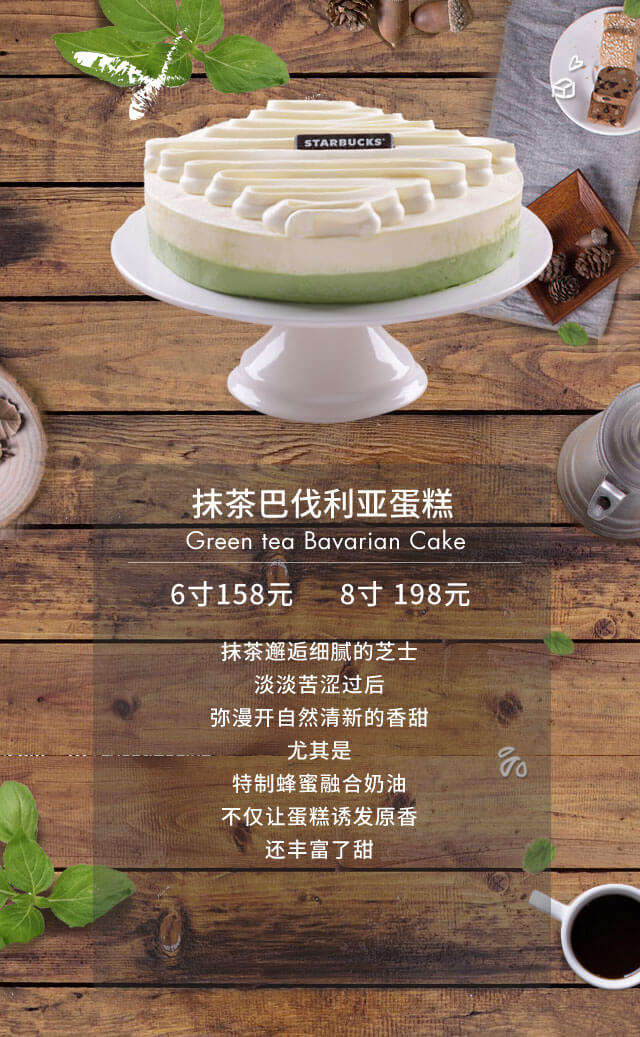 STARBUCKS
抹茶巴伐利亚蛋糕
Green tea Bavarian Cake
6寸158元 8寸 198元
抹茶邂逅细腻的芝士
淡淡苦涩过后
弥漫开自然清新的香甜
尤其是
特制蜂蜜融合奶油
不仅让蛋糕诱发原香
还丰富了甜